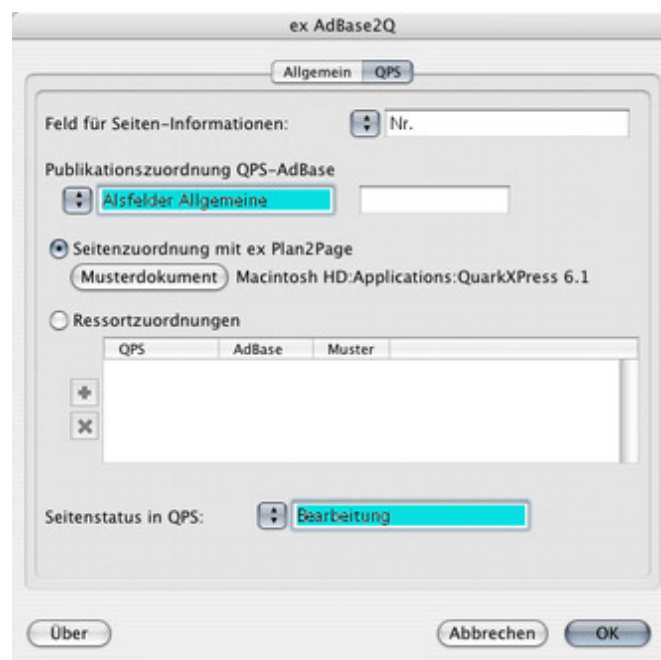 ex AdBase2Q
Allgemein QPS
Feld für Seiten-Informationen: Nr.
Publikationszuordnung QPS-AdBase
Alsfelder Allgemeine
Seitenzuordnung mit ex Plan2Page
Musterdokument Macintosh HD:Applications:QuarkXPress 6.1
Ressortzuordnungen
QPS AdBase Muster
Seitenstatus in QPS: Bearbeitung
Über Abbrechen OK